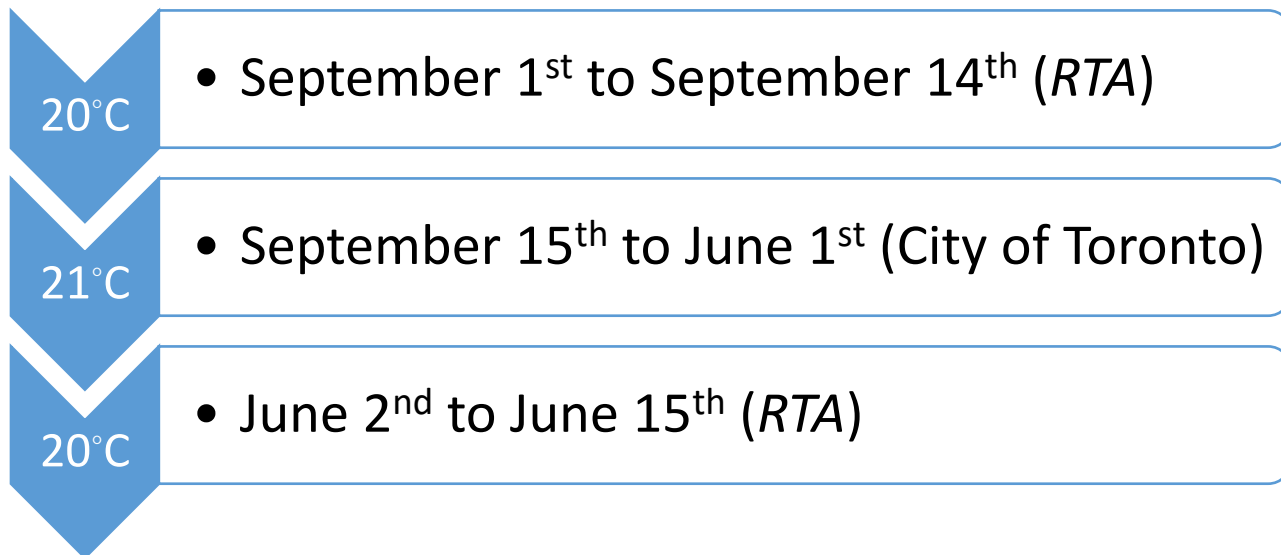 20°C
• September 1st to September 14th (RTA)
21°C
• September 15th to June 1st (City of Toronto)
20°C
• June 2nd to June 15th (RTA)